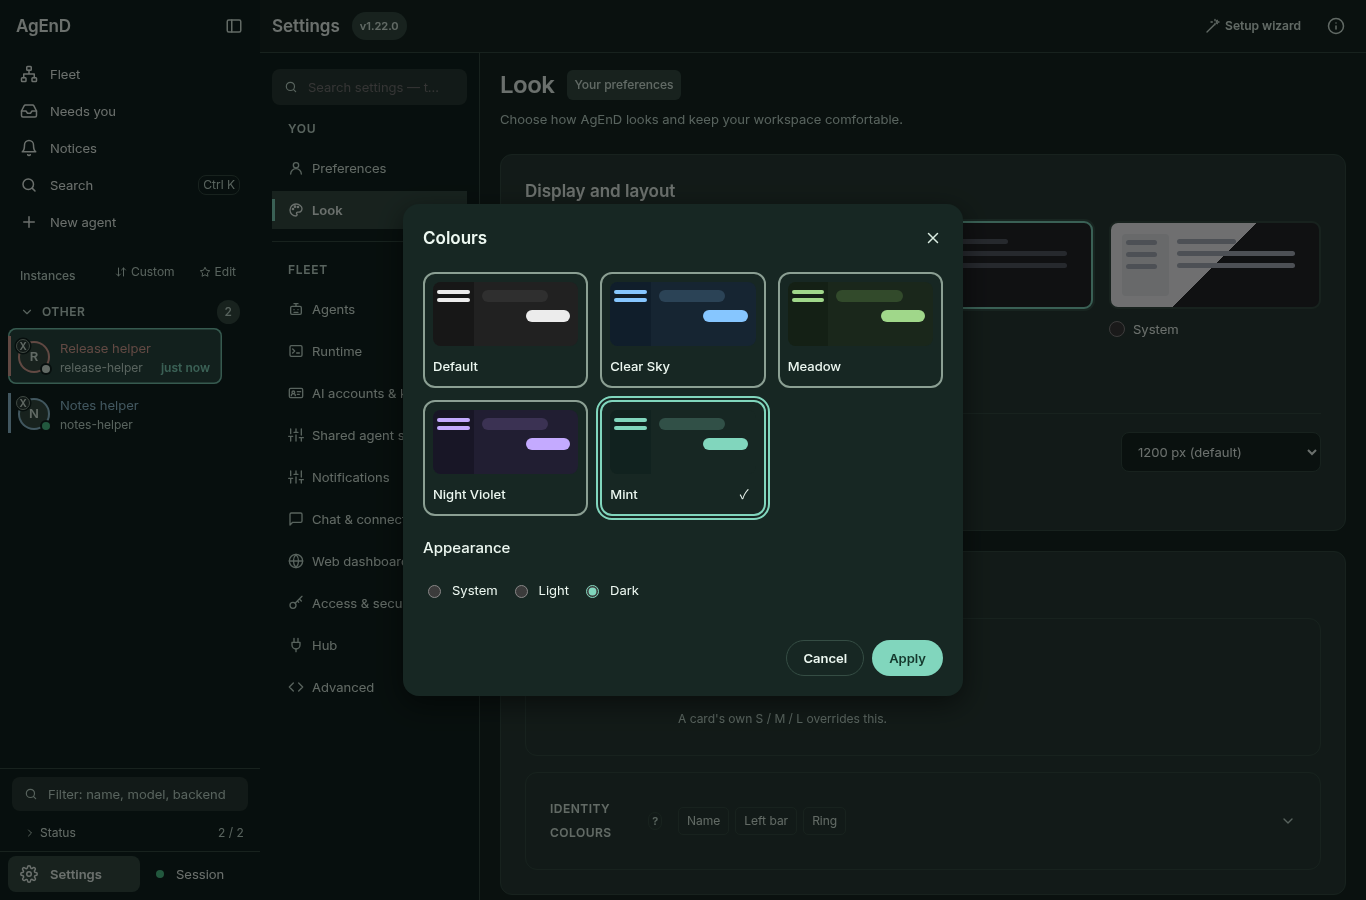 AgEnD
Settings
v1.22.0
Setup wizard
Fleet
Needs you
Notices
Search
Ctrl K
New agent
Instances
Custom
Edit
OTHER
2
X
R
Release helper
release-helper
just now
X
N
Notes helper
notes-helper
Filter: name, model, backend
Status
2 / 2
Settings
Session
Search settings — t...
YOU
Preferences
Look
FLEET
Agents
Runtime
AI accounts &
Shared agent s
Notifications
Chat & connec
Web dashboar
Access & secu
Hub
Advanced
Look
Your preferences
Choose how AgEnD looks and keep your workspace comfortable.
Display and layout
System
1200 px (default)
A card's own S / M / L overrides this.
IDENTITY
COLOURS
?
Name
Left bar
Ring
Colours
Default
Clear Sky
Meadow
Night Violet
Mint
✓
Appearance
System
Light
Dark
Cancel
Apply